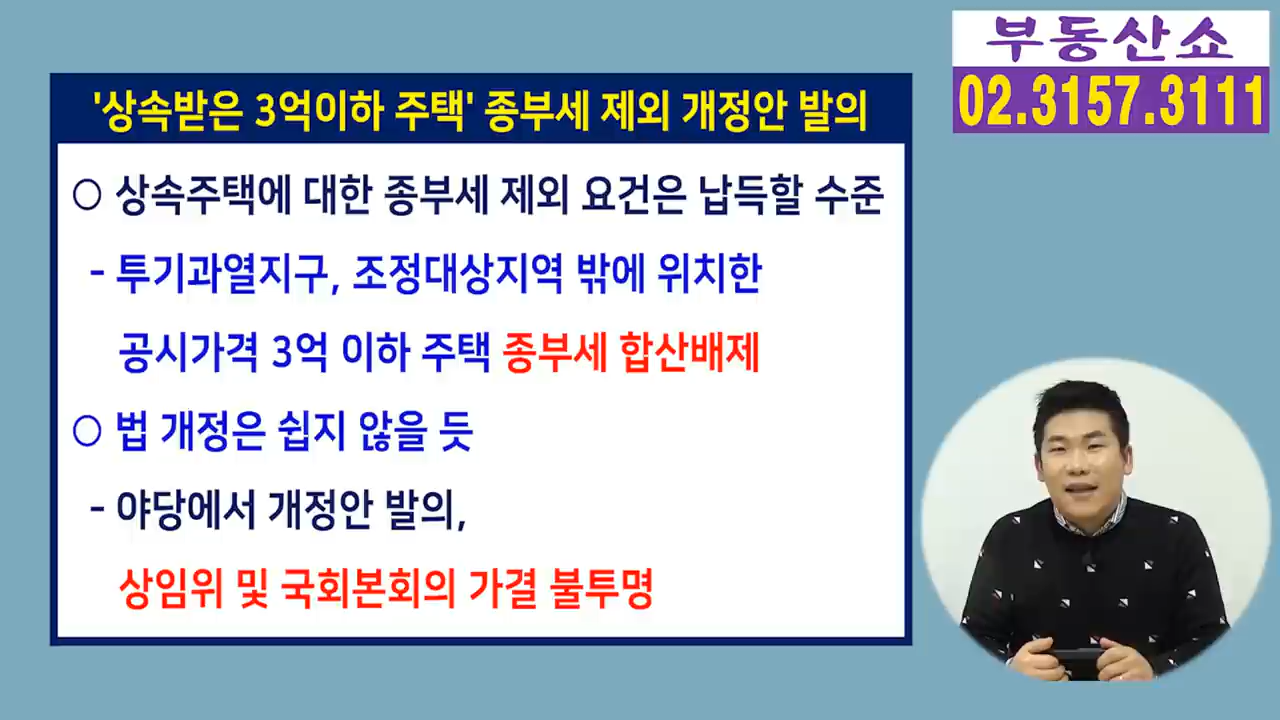 부동산쇼
02.3157.3111
'상속받은 3억이하 주택' 종부세 제외 개정안 발의
○ 상속주택에 대한 종부세 제외 요건은 납득할 수준
- 투기과열지구, 조정대상지역 밖에 위치한
공시가격 3억 이하 주택 종부세 합산배제
○ 법 개정은 쉽지 않을 듯
- 야당에서 개정안 발의,
상임위 및 국회본회의 가결 불투명